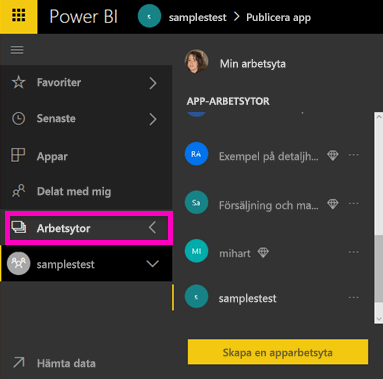 Power BI
s
samplestest > Publicera app
Favoriter
Senaste
Appar
Delat med mig
Arbetsytor
samplestest
Hämta data
Min arbetsyta
APP-ARBETSYTOR
RA Exempel på detaljh... ...
Sa Försäljning och ma... ...
MI mihart ...
s samplestest ...
Skapa en apparbetsyta